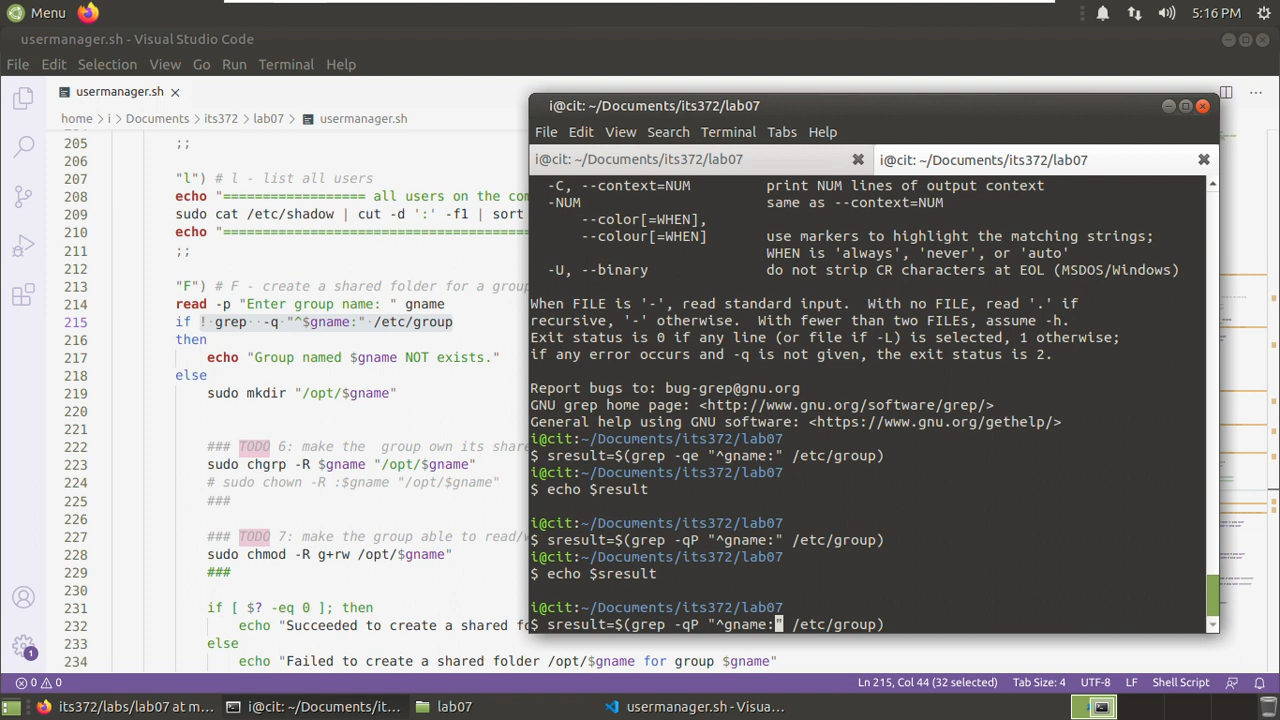 Menu
5:16 PM
usermanager.sh - Visual Studio Code
File Edit Selection View Go Run Terminal Help
usermanager.sh
home › i › Documents › its372 › lab07 › usermanager.sh
205 ;;
206
207 "l") # l - list all users
208 echo "================== all users on the com
209 sudo cat /etc/shadow | cut -d ':' -f1 | sort
210 echo "=======================================
211 ;;
212
213 "F") # F - create a shared folder for a group
214 read -p "Enter group name: " gname
215 if ! grep  -q "^$gname:" /etc/group
216 then
217 echo "Group named $gname NOT exists."
218 else
219 sudo mkdir "/opt/$gname"
220
221
222 ### TODO 6: make the  group own its share
223 sudo chgrp -R $gname "/opt/$gname"
224 # sudo chown -R :$gname "/opt/$gname"
225 ###
226
227 ### TODO 7: make the group able to read/w
228 sudo chmod -R g+rw /opt/$gname"
229 ###
230
231 if [ $? -eq 0 ]; then
232 echo "Succeeded to create a shared fo
233 else
234 echo "Failed to create a shared folder /opt/$gname for group $gname"
i@cit: ~/Documents/its372/lab07
File Edit View Search Terminal Tabs Help
i@cit: ~/Documents/its372/lab07
i@cit: ~/Documents/its372/lab07
-C, --context=NUM         print NUM lines of output context
-NUM                      same as --context=NUM
--color[=WHEN],
--colour[=WHEN]       use markers to highlight the matching strings;
WHEN is 'always', 'never', or 'auto'
-U, --binary              do not strip CR characters at EOL (MSDOS/Windows)
When FILE is '-', read standard input.  With no FILE, read '.' if
recursive, '-' otherwise.  With fewer than two FILEs, assume -h.
Exit status is 0 if any line (or file if -L) is selected, 1 otherwise;
if any error occurs and -q is not given, the exit status is 2.
Report bugs to: bug-grep@gnu.org
GNU grep home page: <http://www.gnu.org/software/grep/>
General help using GNU software: <https://www.gnu.org/gethelp/>
i@cit:~/Documents/its372/lab07
$ sresult=$(grep -qe "^gname:" /etc/group)
i@cit:~/Documents/its372/lab07
$ echo $result
i@cit:~/Documents/its372/lab07
$ sresult=$(grep -qP "^gname:" /etc/group)
i@cit:~/Documents/its372/lab07
$ echo $sresult
i@cit:~/Documents/its372/lab07
$ sresult=$(grep -qP "^gname:" /etc/group)
1
0 0
Ln 215, Col 44 (32 selected) Tab Size: 4 UTF-8 LF Shell Script
its372/labs/lab07 at m...
i@cit: ~/Documents/its37...
lab07
usermanager.sh - Visua...